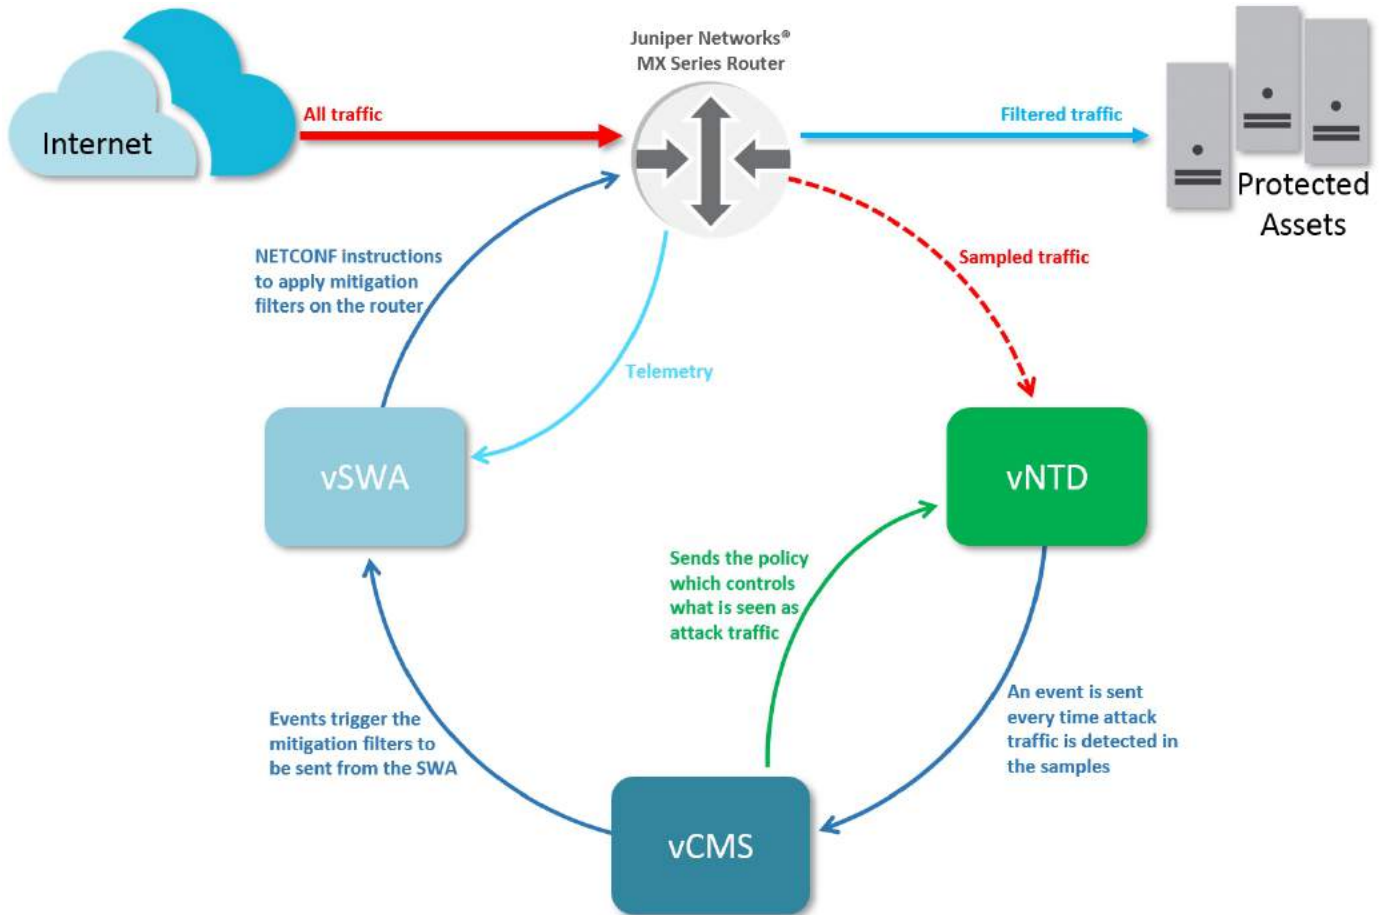 Juniper Networks®
MX Series Router
All traffic
Filtered traffic
Internet
Protected
Assets
NETCONF instructions
to apply mitigation
filters on the router
Sampled traffic
Telemetry
vSWA
vNTD
Sends the policy
which controls
what is seen as
attack traffic
An event is sent
every time attack
traffic is detected in
the samples
Events trigger the
mitigation filters to
be sent from the SWA
vCMS